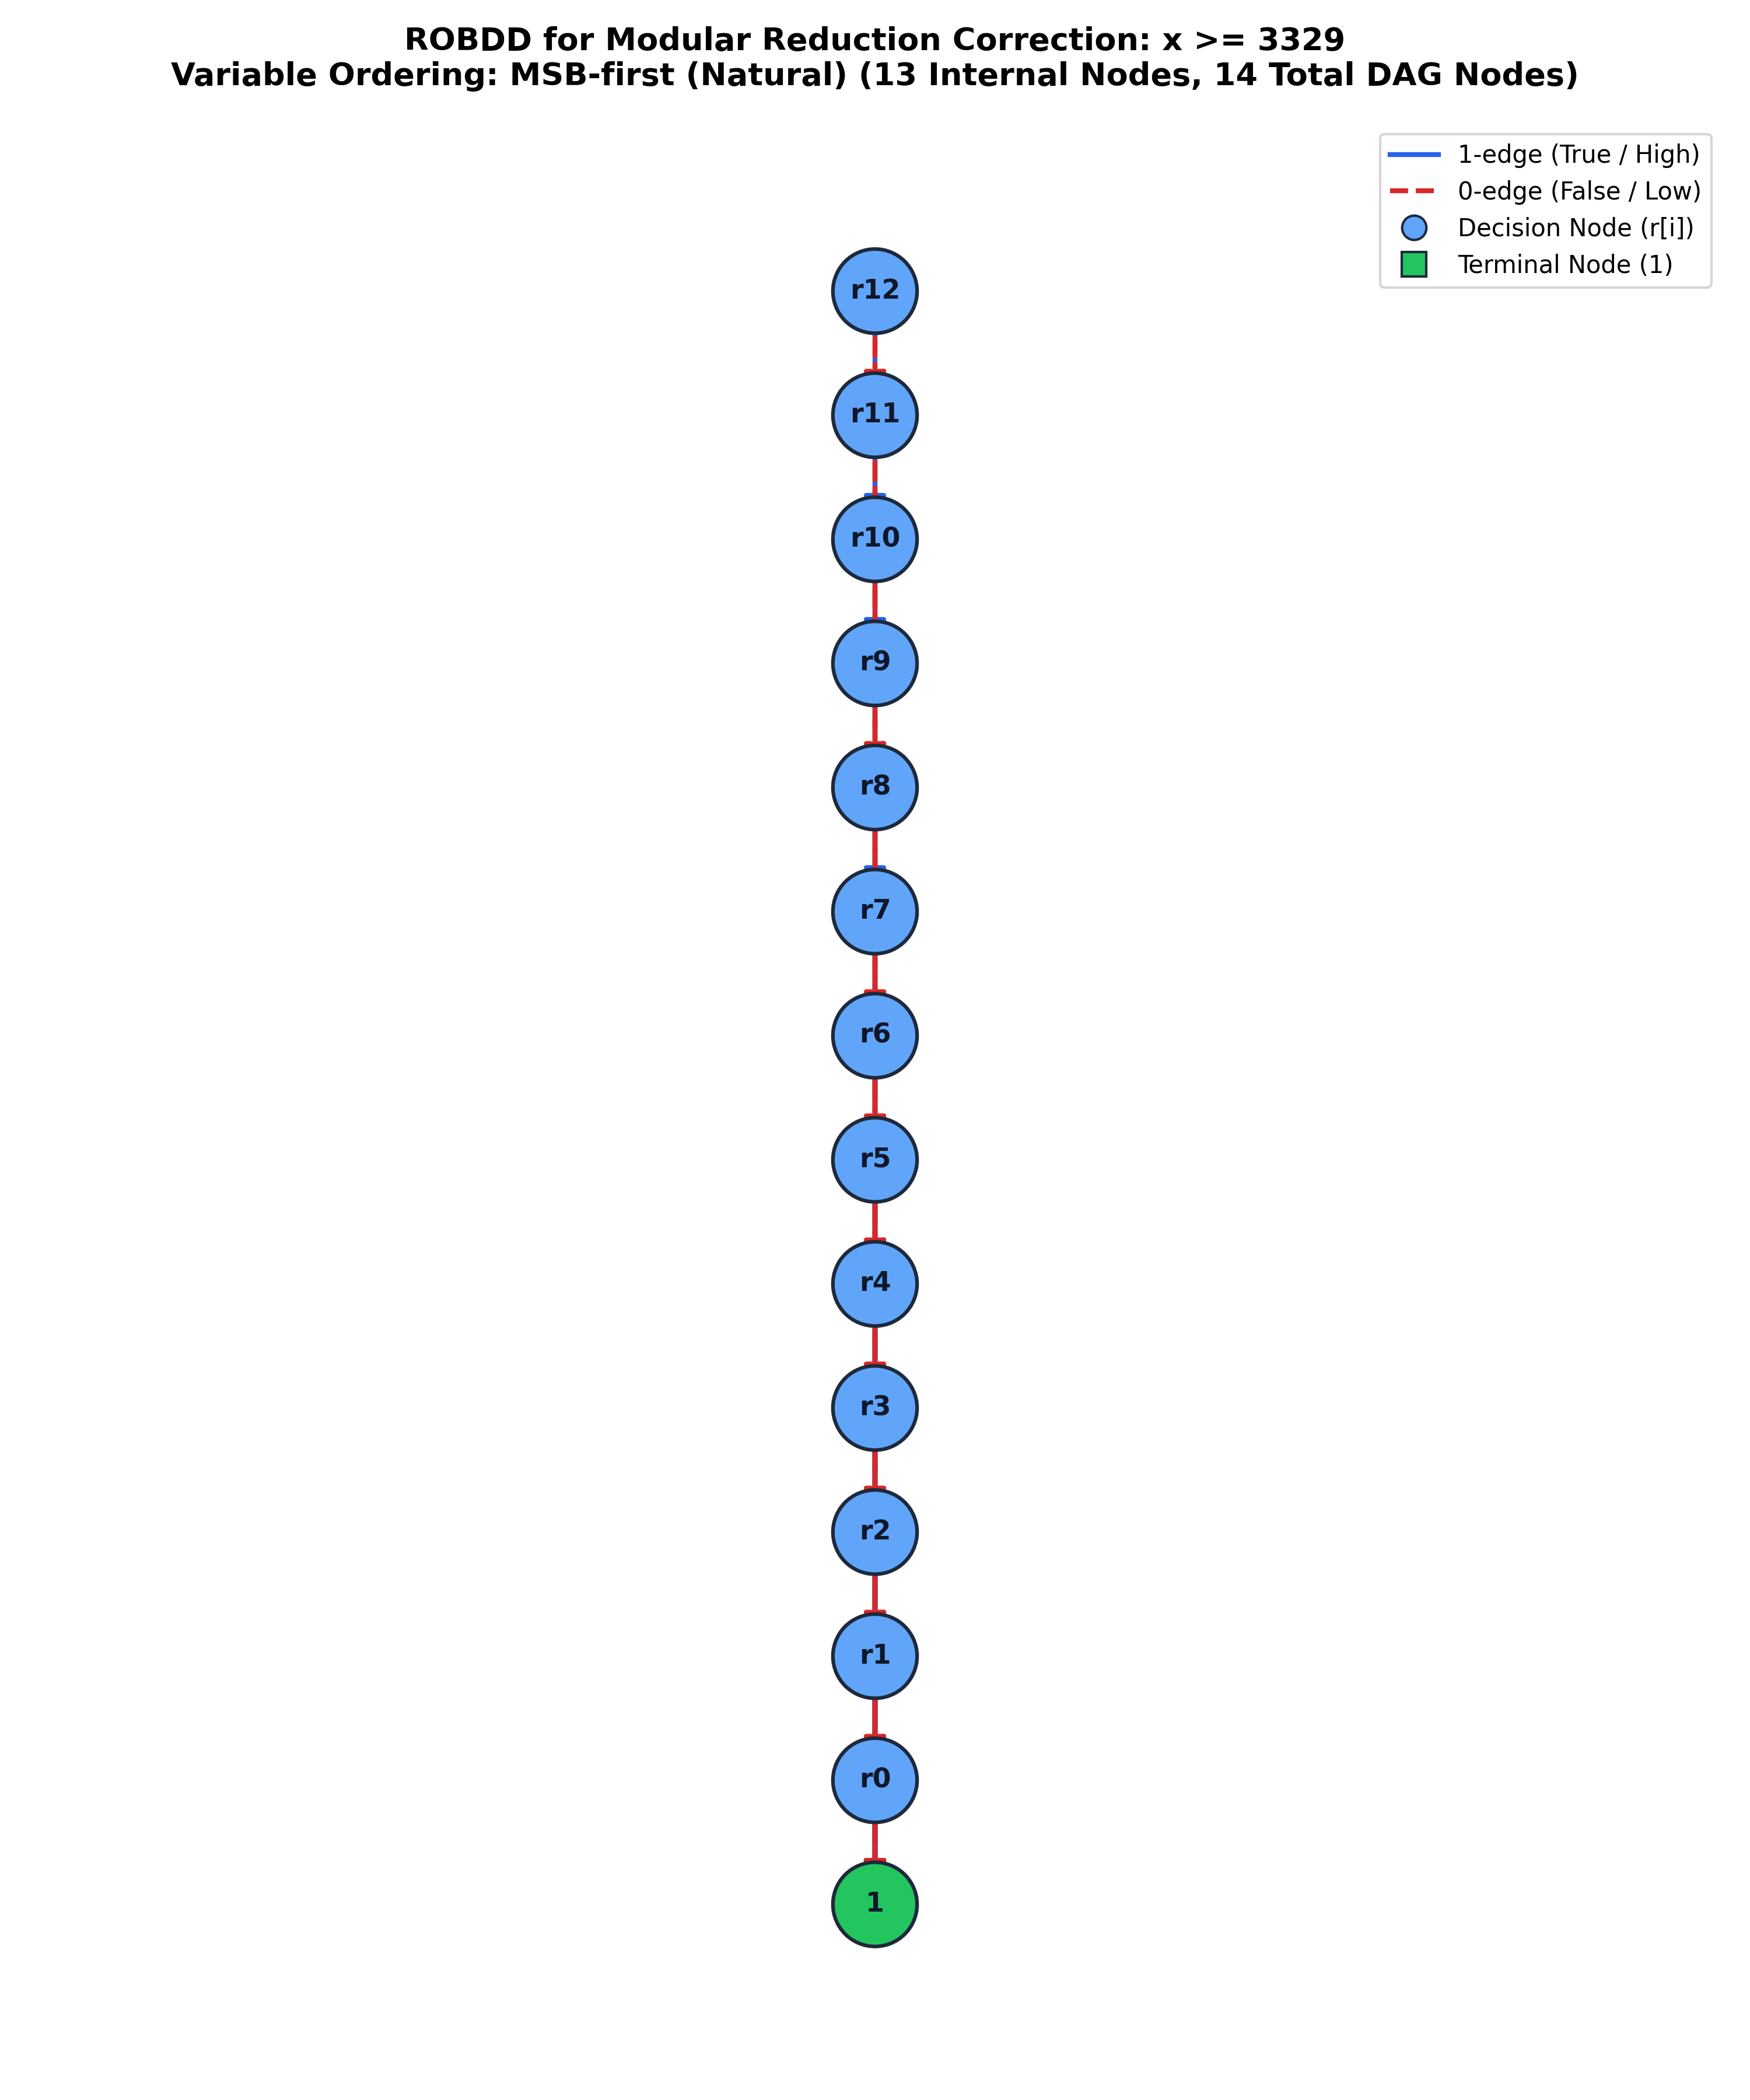 ROBDD for Modular Reduction Correction: x >= 3329
Variable Ordering: MSB-first (Natural) (13 Internal Nodes, 14 Total DAG Nodes)
1-edge (True / High)
0-edge (False / Low)
Decision Node (r[i])
Terminal Node (1)
r12
r11
r10
r9
r8
r7
r6
r5
r4
r3
r2
r1
r0
1